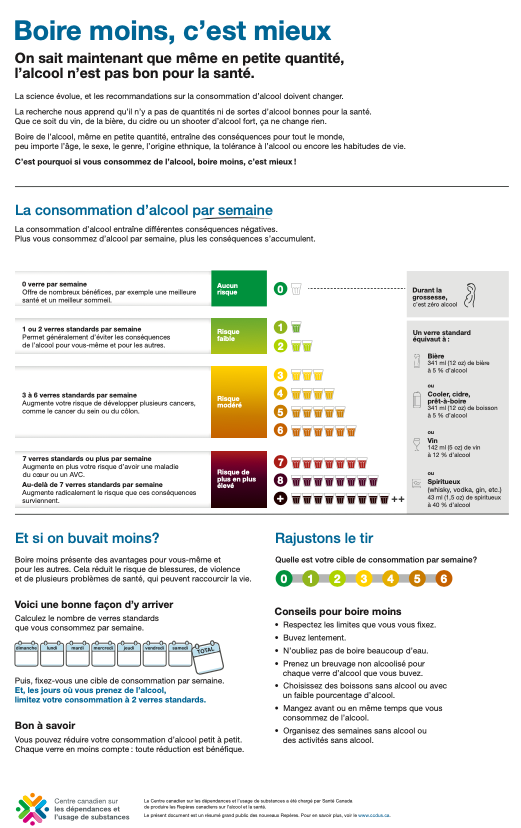 Boire moins, c'est mieux
On sait maintenant que même en petite quantité,
l'alcool n'est pas bon pour la santé.
La science évolue, et les recommandations sur la consommation d'alcool doivent changer.
La recherche nous apprend qu'il n'y a pas de quantités ni de sortes d'alcool bonnes pour la santé.
Que ce soit du vin, de la bière, du cidre ou un shooter d'alcool fort, ça ne change rien.
Boire de l'alcool, même en petite quantité, entraîne des conséquences pour tout le monde,
peu importe l'âge, le sexe, le genre, l'origine ethnique, la tolérance à l'alcool ou encore les habitudes de vie.
C'est pourquoi si vous consommez de l'alcool, boire moins, c'est mieux !
La consommation d'alcool par semaine
La consommation d'alcool entraîne différentes conséquences négatives.
Plus vous consommez d'alcool par semaine, plus les conséquences s'accumulent.
0 verre par semaine
Offre de nombreux bénéfices, par exemple une meilleure
santé et un meilleur sommeil.
Aucun
risque
0
Durant la
grossesse,
c'est zéro alcool
1 ou 2 verres standards par semaine
Permet généralement d'éviter les conséquences
de l'alcool pour vous-même et pour les autres.
Risque
faible
1
2
3 à 6 verres standards par semaine
Augmente votre risque de développer plusieurs cancers,
comme le cancer du sein ou du côlon.
Risque
modéré
3
4
5
6
7 verres standards ou plus par semaine
Augmente en plus votre risque d'avoir une maladie
du cœur ou un AVC.
Au-delà de 7 verres standards par semaine
Augmente radicalement le risque que ces conséquences
surviennent.
Risque de
plus en plus
élevé
7
8
+
++
Un verre standard
équivaut à :
Bière
341 ml (12 oz) de bière
à 5 % d'alcool
ou
Cooler, cidre,
prêt-à-boire
341 ml (12 oz) de boisson
à 5 % d'alcool
ou
Vin
142 ml (5 oz) de vin
à 12 % d'alcool
ou
Spiritueux
(whisky, vodka, gin, etc.)
43 ml (1,5 oz) de spiritueux
à 40 % d'alcool
Et si on buvait moins?
Boire moins présente des avantages pour vous-même et
pour les autres. Cela réduit le risque de blessures, de violence
et de plusieurs problèmes de santé, qui peuvent raccourcir la vie.
Voici une bonne façon d'y arriver
Calculez le nombre de verres standards
que vous consommez par semaine.
dimanche lundi mardi mercredi jeudi vendredi samedi TOTAL
Puis, fixez-vous une cible de consommation par semaine.
Et, les jours où vous prenez de l'alcool,
limitez votre consommation à 2 verres standards.
Bon à savoir
Vous pouvez réduire votre consommation d'alcool petit à petit.
Chaque verre en moins compte : toute réduction est bénéfique.
Rajustons le tir
Quelle est votre cible de consommation par semaine?
0 1 2 3 4 5 6
Conseils pour boire moins
• Respectez les limites que vous vous fixez.
• Buvez lentement.
• N'oubliez pas de boire beaucoup d'eau.
• Prenez un breuvage non alcoolisé pour
chaque verre d'alcool que vous buvez.
• Choisissez des boissons sans alcool ou avec
un faible pourcentage d'alcool.
• Mangez avant ou en même temps que vous
consommez de l'alcool.
• Organisez des semaines sans alcool ou
des activités sans alcool.
Centre canadien sur
les dépendances et
l'usage de substances
Le Centre canadien sur les dépendances et l'usage de substances a été chargé par Santé Canada
de produire les Repères canadiens sur l'alcool et la santé.
Le présent document est un résumé grand public des nouveaux Repères. Pour en savoir plus, voir le www.ccdus.ca.